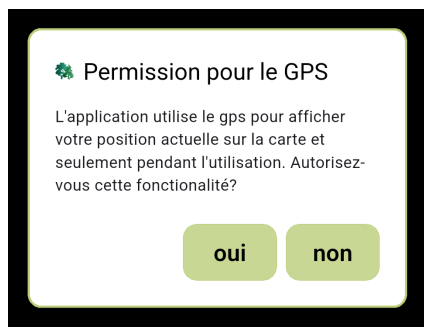 Permission pour le GPS
L'application utilise le gps pour afficher
votre position actuelle sur la carte et
seulement pendant l'utilisation. Autorisez-
vous cette fonctionalité?
oui non